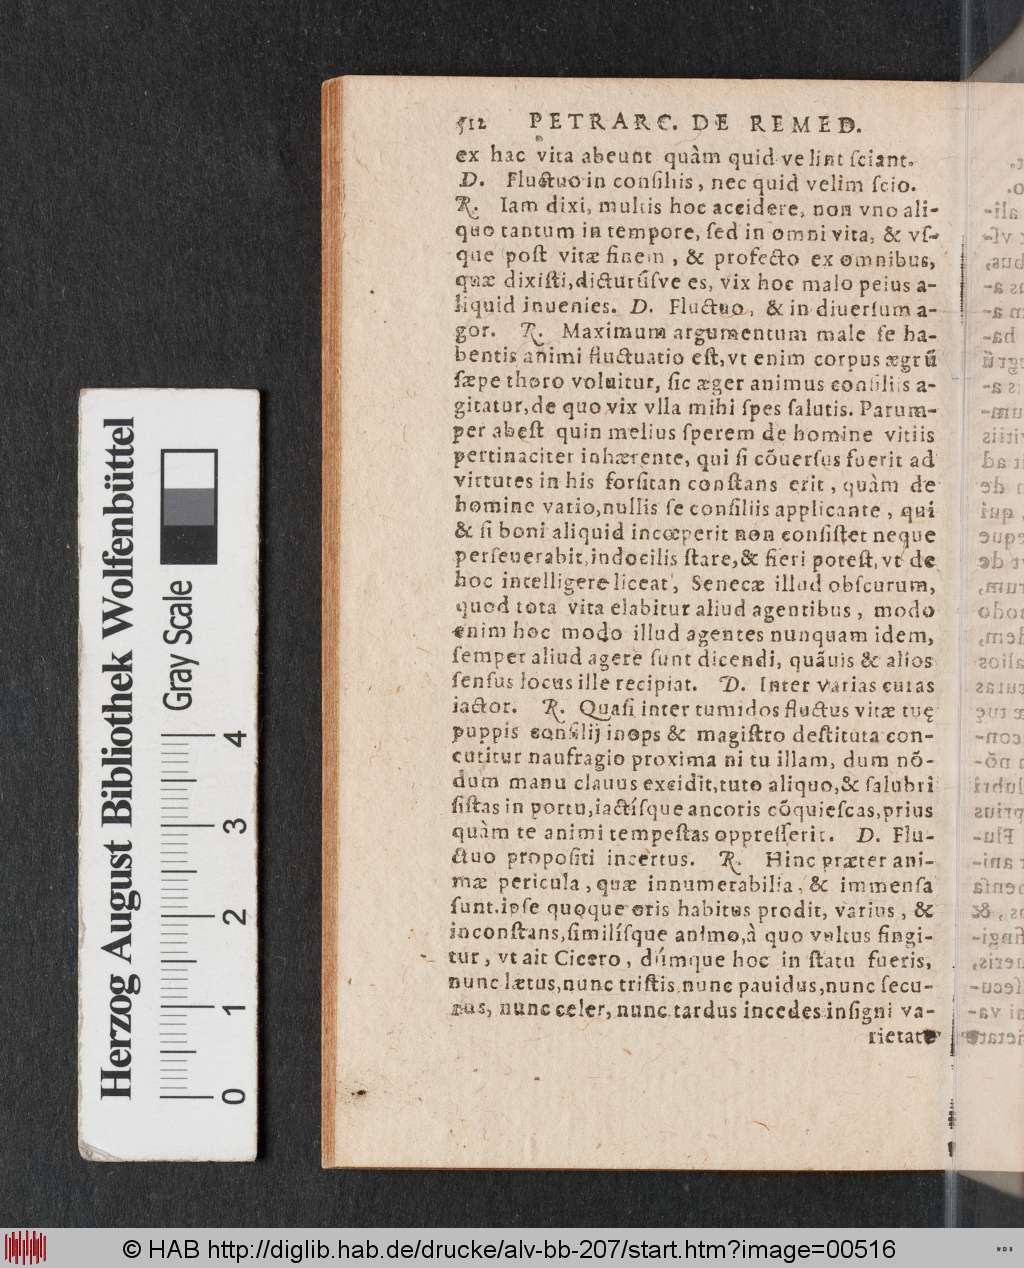 512 PETRARC. DE REMED.
ex hac vita abeunt quàm quid velint ſciant.
D. Fluctuo in conſiliis, nec quid velim ſcio.
R. Iam dixi, multis hoc accidere, non vno ali-
quo tantum in tempore, ſed in omni vita, & vſ-
que poſt vitæ finem, & profecto ex omnibus,
quæ dixiſti, dicturúſve es, vix hoc malo peius a-
liquid inuenies. D. Fluctuo, & in diuerſum a-
gor. R. Maximum argumentum male ſe ha-
bentis animi fluctuatio eſt, vt enim corpus ægrũ
ſæpe thoro voluitur, ſic æger animus conſiliis a-
gitatur, de quo vix vlla mihi ſpes ſalutis. Parum-
per abeſt quin melius ſperem de homine vitiis
pertinaciter inhærente, qui ſi cõuerſus fuerit ad
virtutes in his forſitan conſtans erit, quàm de
homine vario, nullis ſe conſiliis applicante, qui
& ſi boni aliquid incœperit non conſiſtet neque
perſeuerabit, indocilis ſtare, & fieri poteſt, vt de
hoc intelligere liceat, Senecæ illud obſcurum,
quod tota vita elabitur aliud agentibus, modo
enim hoc modo illud agentes nunquam idem,
ſemper aliud agere ſunt dicendi, quãuis & alios
ſenſus locus ille recipiat. D. Inter varias curas
iactor. R. Quaſi inter tumidos fluctus vitæ tuę
puppis conſilij inops & magiſtro deſtituta con-
cutitur naufragio proxima ni tu illam, dum nõ-
dum manu clauus excidit, tuto aliquo, & ſalubri
ſiſtas in portu, iactíſque ancoris cõquieſcas, prius
quàm te animi tempeſtas oppreſſerit. D. Flu-
ctuo propoſiti incertus. R. Hinc præter ani-
mæ pericula, quæ innumerabilia, & immenſa
ſunt. ipſe quoque oris habitus prodit, varius, &
inconſtans, ſimilíſque animo, à quo vultus fingi-
tur, vt ait Cicero, dúmque hoc in ſtatu fueris,
nunc lætus, nunc triſtis nunc pauidus, nunc ſecu-
rus, nunc celer, nunc tardus incedes inſigni va-
rietate
Herzog August Bibliothek Wolfenbüttel
Gray Scale
0 1 2 3 4
© HAB http://diglib.hab.de/drucke/alv-bb-207/start.htm?image=00516